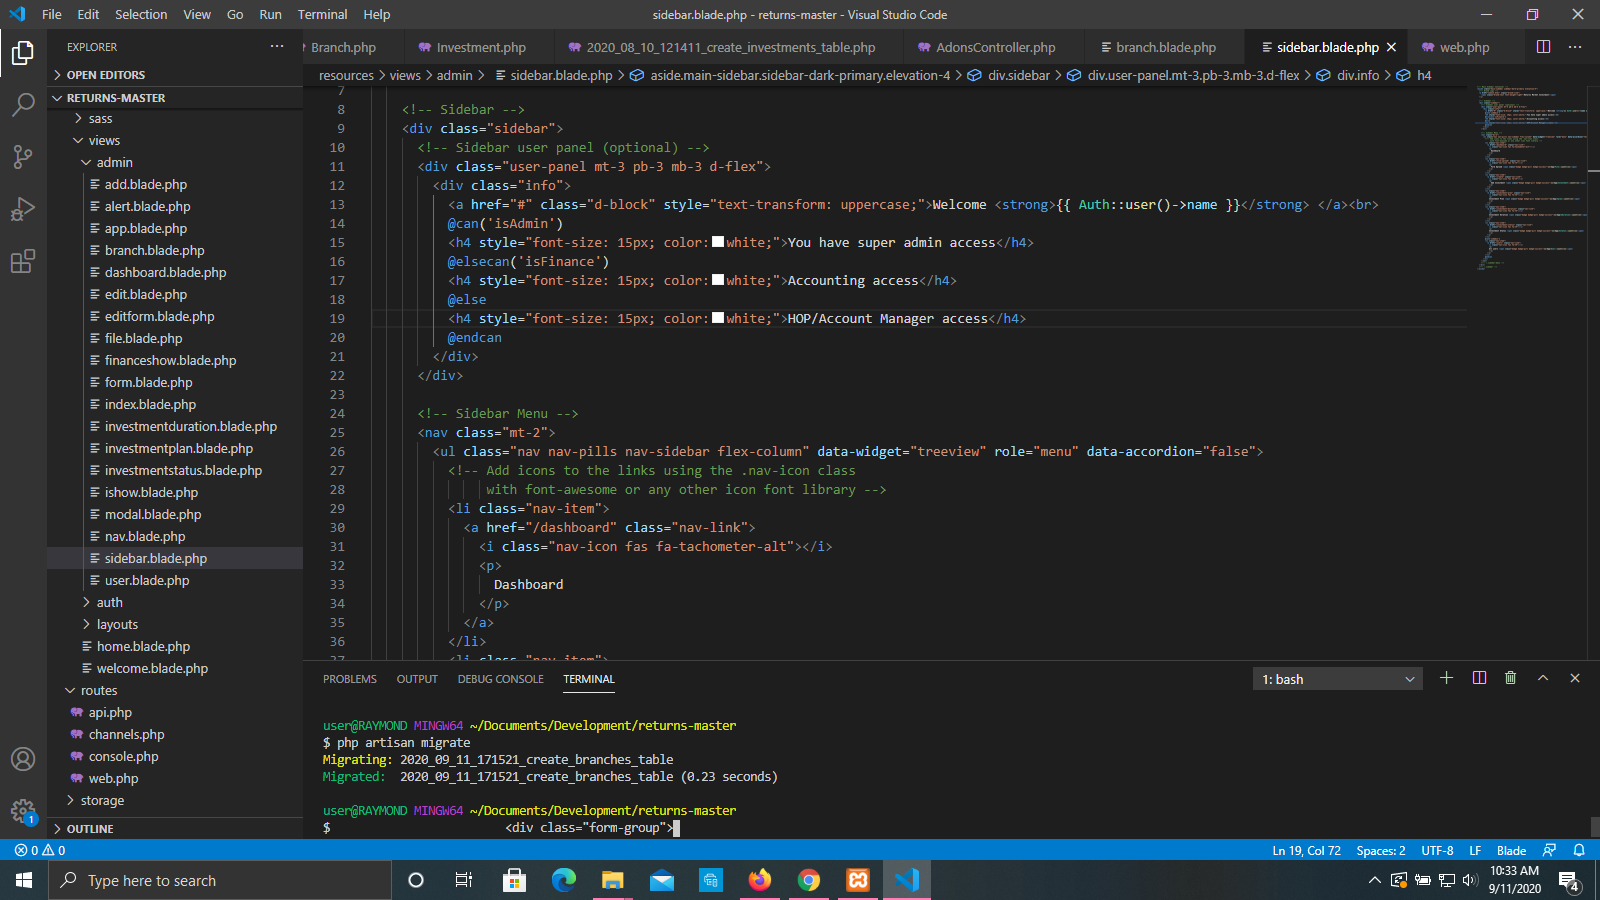 File Edit Selection View Go Run Terminal Help
sidebar.blade.php - returns-master - Visual Studio Code
EXPLORER
Branch.php
Investment.php
2020_08_10_121411_create_investments_table.php
AdonsController.php
branch.blade.php
sidebar.blade.php
web.php
resources > views > admin > sidebar.blade.php > aside.main-sidebar.sidebar-dark-primary.elevation-4 > div.sidebar > div.user-panel.mt-3.pb-3.mb-3.d-flex > div.info > h4
OPEN EDITORS
RETURNS-MASTER
sass
views
admin
add.blade.php
alert.blade.php
app.blade.php
branch.blade.php
dashboard.blade.php
edit.blade.php
editform.blade.php
file.blade.php
financeshow.blade.php
form.blade.php
index.blade.php
investmentduration.blade.php
investmentplan.blade.php
investmentstatus.blade.php
ishow.blade.php
modal.blade.php
nav.blade.php
sidebar.blade.php
user.blade.php
auth
layouts
home.blade.php
welcome.blade.php
routes
api.php
channels.php
console.php
web.php
storage
OUTLINE
7
8 <!-- Sidebar -->
9 <div class="sidebar">
10 <!-- Sidebar user panel (optional) -->
11 <div class="user-panel mt-3 pb-3 mb-3 d-flex">
12 <div class="info">
13 <a href="#" class="d-block" style="text-transform: uppercase;">Welcome <strong>{{ Auth::user()->name }}</strong> </a><br>
14 @can('isAdmin')
15 <h4 style="font-size: 15px; color:white;">You have super admin access</h4>
16 @elsecan('isFinance')
17 <h4 style="font-size: 15px; color:white;">Accounting access</h4>
18 @else
19 <h4 style="font-size: 15px; color:white;">HOP/Account Manager access</h4>
20 @endcan
21 </div>
22 </div>
23
24 <!-- Sidebar Menu -->
25 <nav class="mt-2">
26 <ul class="nav nav-pills nav-sidebar flex-column" data-widget="treeview" role="menu" data-accordion="false">
27 <!-- Add icons to the links using the .nav-icon class
28 with font-awesome or any other icon font library -->
29 <li class="nav-item">
30 <a href="/dashboard" class="nav-link">
31 <i class="nav-icon fas fa-tachometer-alt"></i>
32 <p>
33 Dashboard
34 </p>
35 </a>
36 </li>
37 <li class="nav-item">
PROBLEMS OUTPUT DEBUG CONSOLE TERMINAL
1: bash
user@RAYMOND MINGW64 ~/Documents/Development/returns-master
$ php artisan migrate
Migrating: 2020_09_11_171521_create_branches_table
Migrated: 2020_09_11_171521_create_branches_table (0.23 seconds)
user@RAYMOND MINGW64 ~/Documents/Development/returns-master
$ <div class="form-group">
1
0 0
Ln 19, Col 72 Spaces: 2 UTF-8 LF Blade
Type here to search
10:33 AM
9/11/2020
4